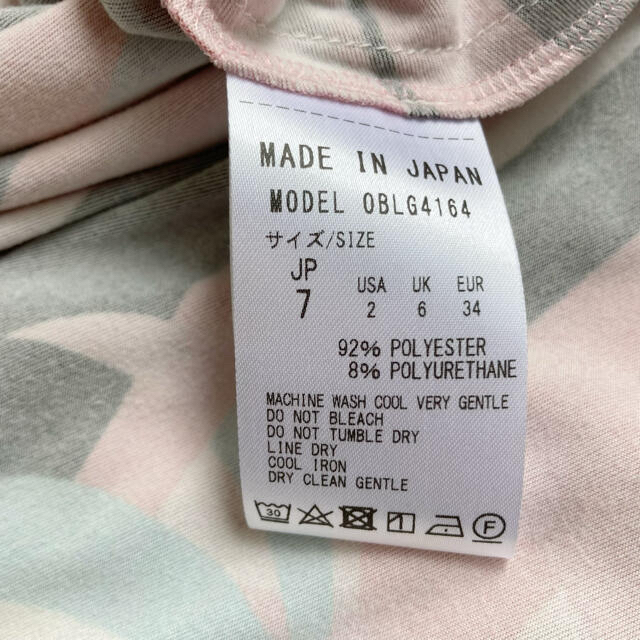 MADE IN JAPAN
MODEL OBLG4164
サイズ/SIZE
JP USA UK EUR
7 2 6 34
92% POLYESTER
8% POLYURETHANE
MACHINE WASH COOL VERY GENTLE
DO NOT BLEACH
DO NOT TUMBLE DRY
LINE DRY
COOL IRON
DRY CLEAN GENTLE
30 F